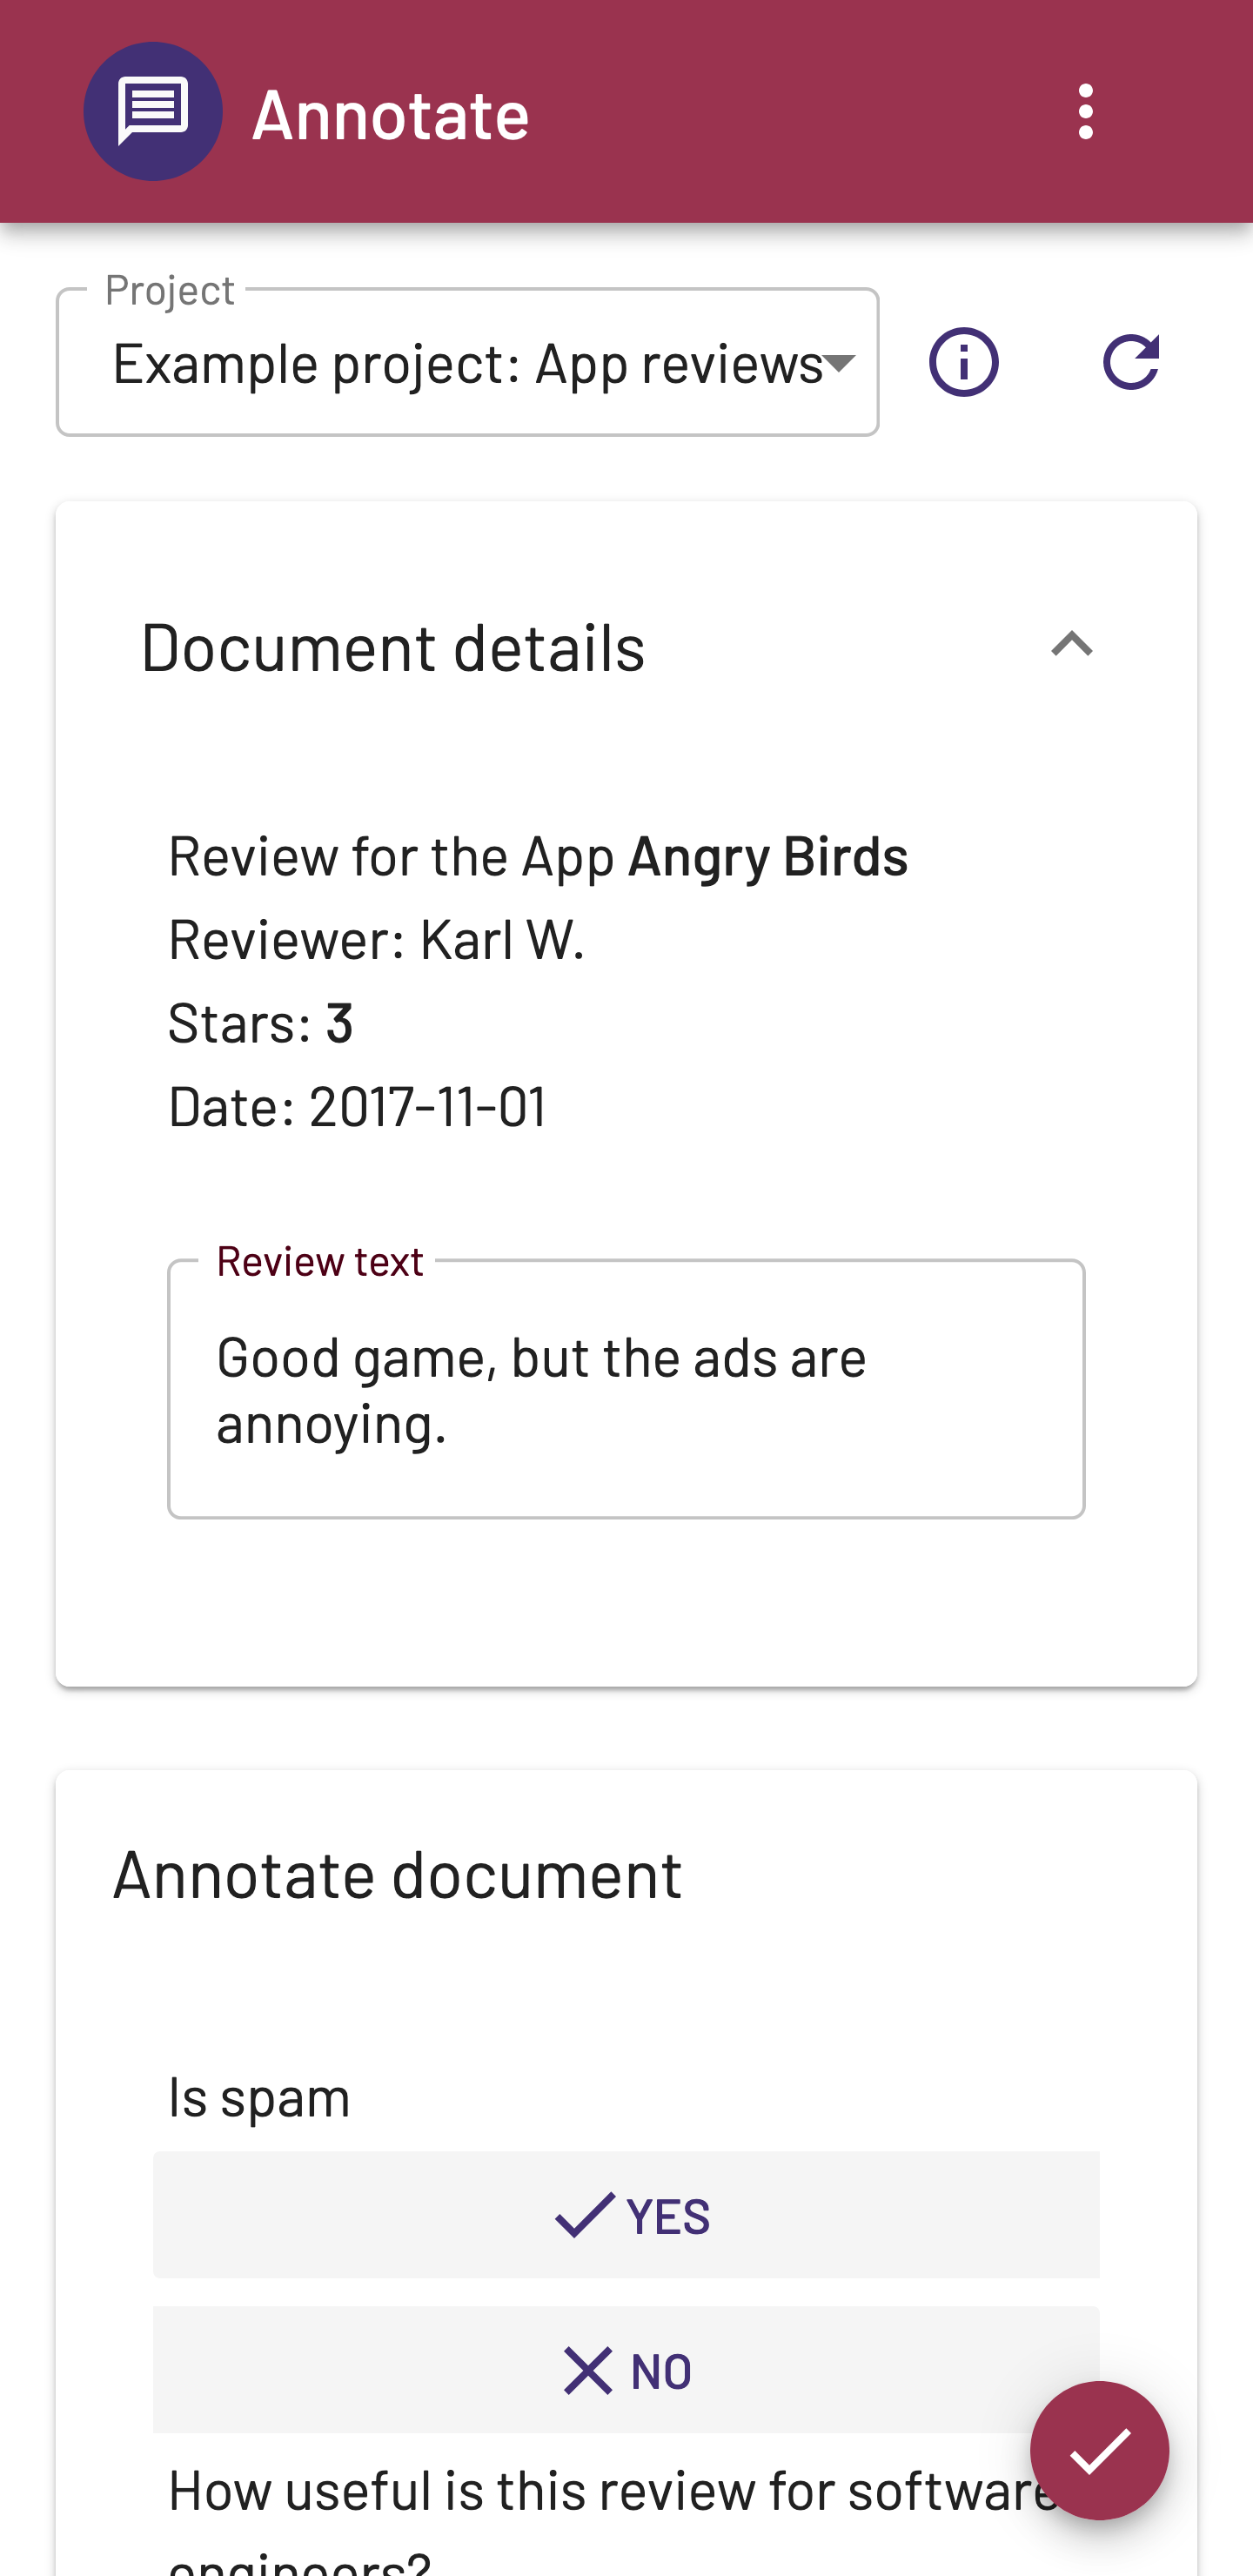 Annotate
Project
Example project: App reviews
Document details
Review for the App Angry Birds
Reviewer: Karl W.
Stars: 3
Date: 2017-11-01
Review text
Good game, but the ads are
annoying.
Annotate document
Is spam
YES
NO
How useful is this review for software
engineers?